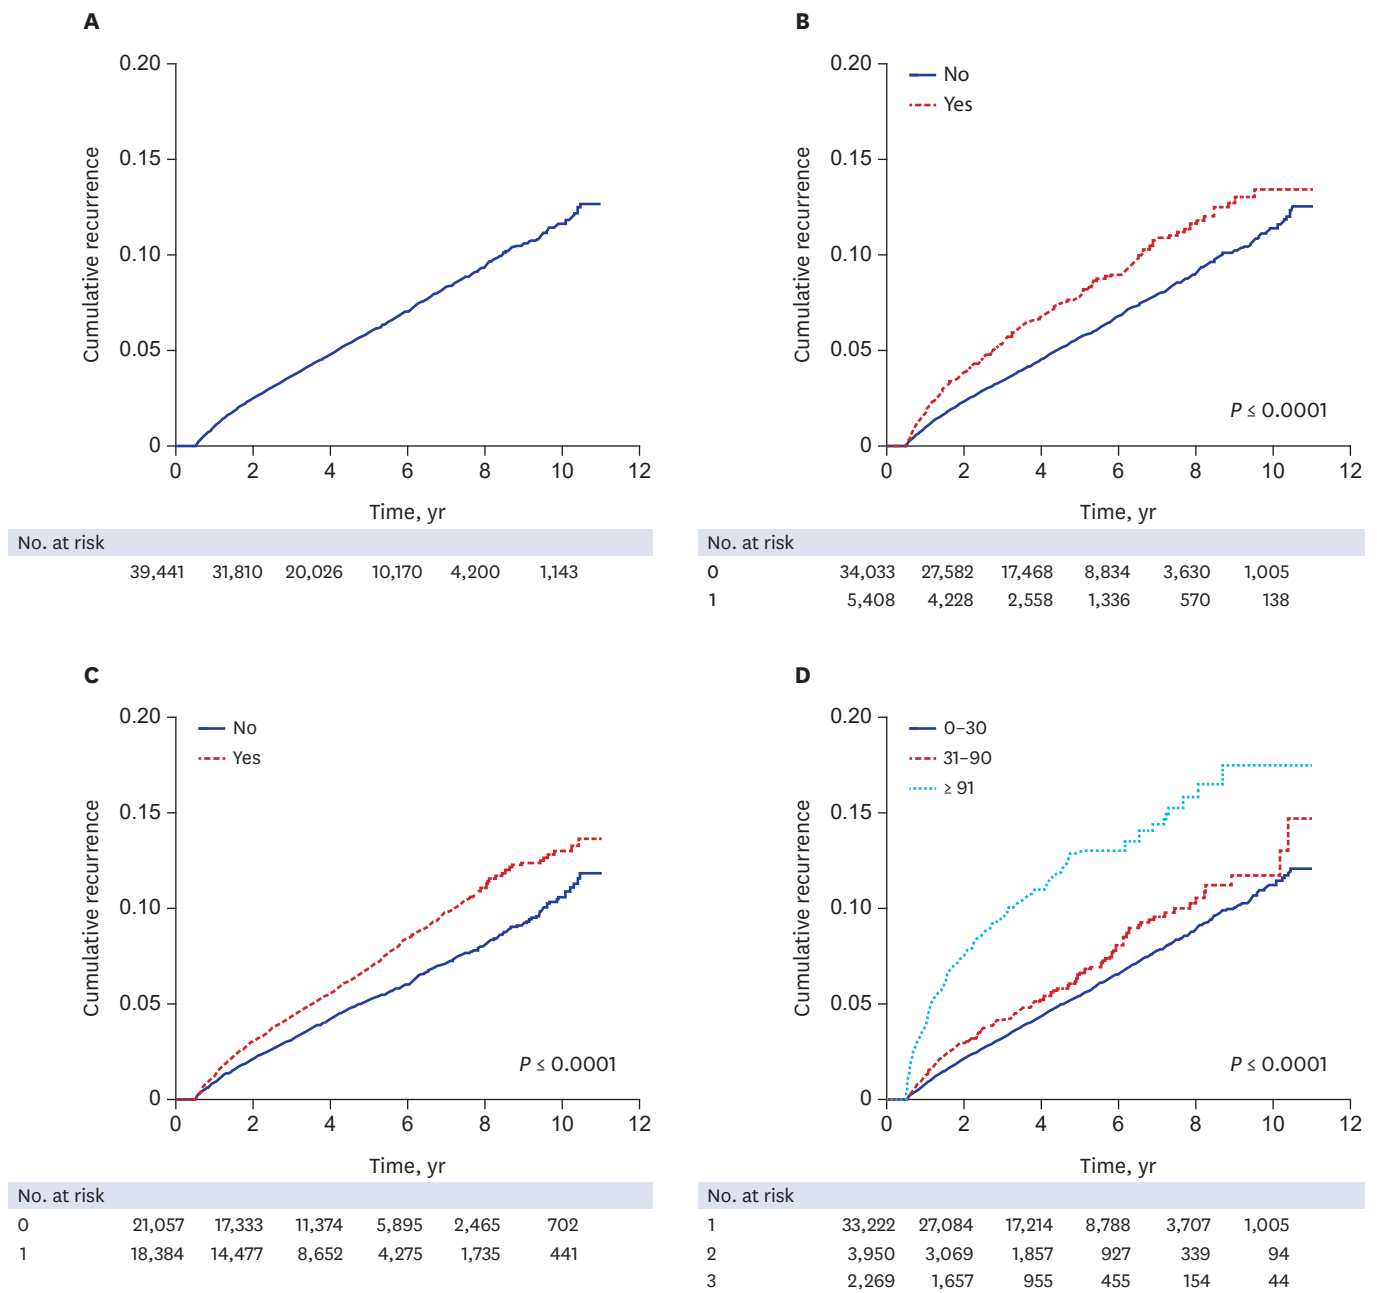 A
0.20
0.15
0.10
0.05
0
Cumulative recurrence
0 2 4 6 8 10 12
Time, yr
No. at risk
39,441 31,810 20,026 10,170 4,200 1,143
B
No
Yes
0.20
0.15
0.10
0.05
0
Cumulative recurrence
P ≤ 0.0001
0 2 4 6 8 10 12
Time, yr
No. at risk
0 34,033 27,582 17,468 8,834 3,630 1,005
1 5,408 4,228 2,558 1,336 570 138
C
No
Yes
0.20
0.15
0.10
0.05
0
Cumulative recurrence
P ≤ 0.0001
0 2 4 6 8 10 12
Time, yr
No. at risk
0 21,057 17,333 11,374 5,895 2,465 702
1 18,384 14,477 8,652 4,275 1,735 441
D
0–30
31–90
≥ 91
0.20
0.15
0.10
0.05
0
Cumulative recurrence
P ≤ 0.0001
0 2 4 6 8 10 12
Time, yr
No. at risk
1 33,222 27,084 17,214 8,788 3,707 1,005
2 3,950 3,069 1,857 927 339 94
3 2,269 1,657 955 455 154 44